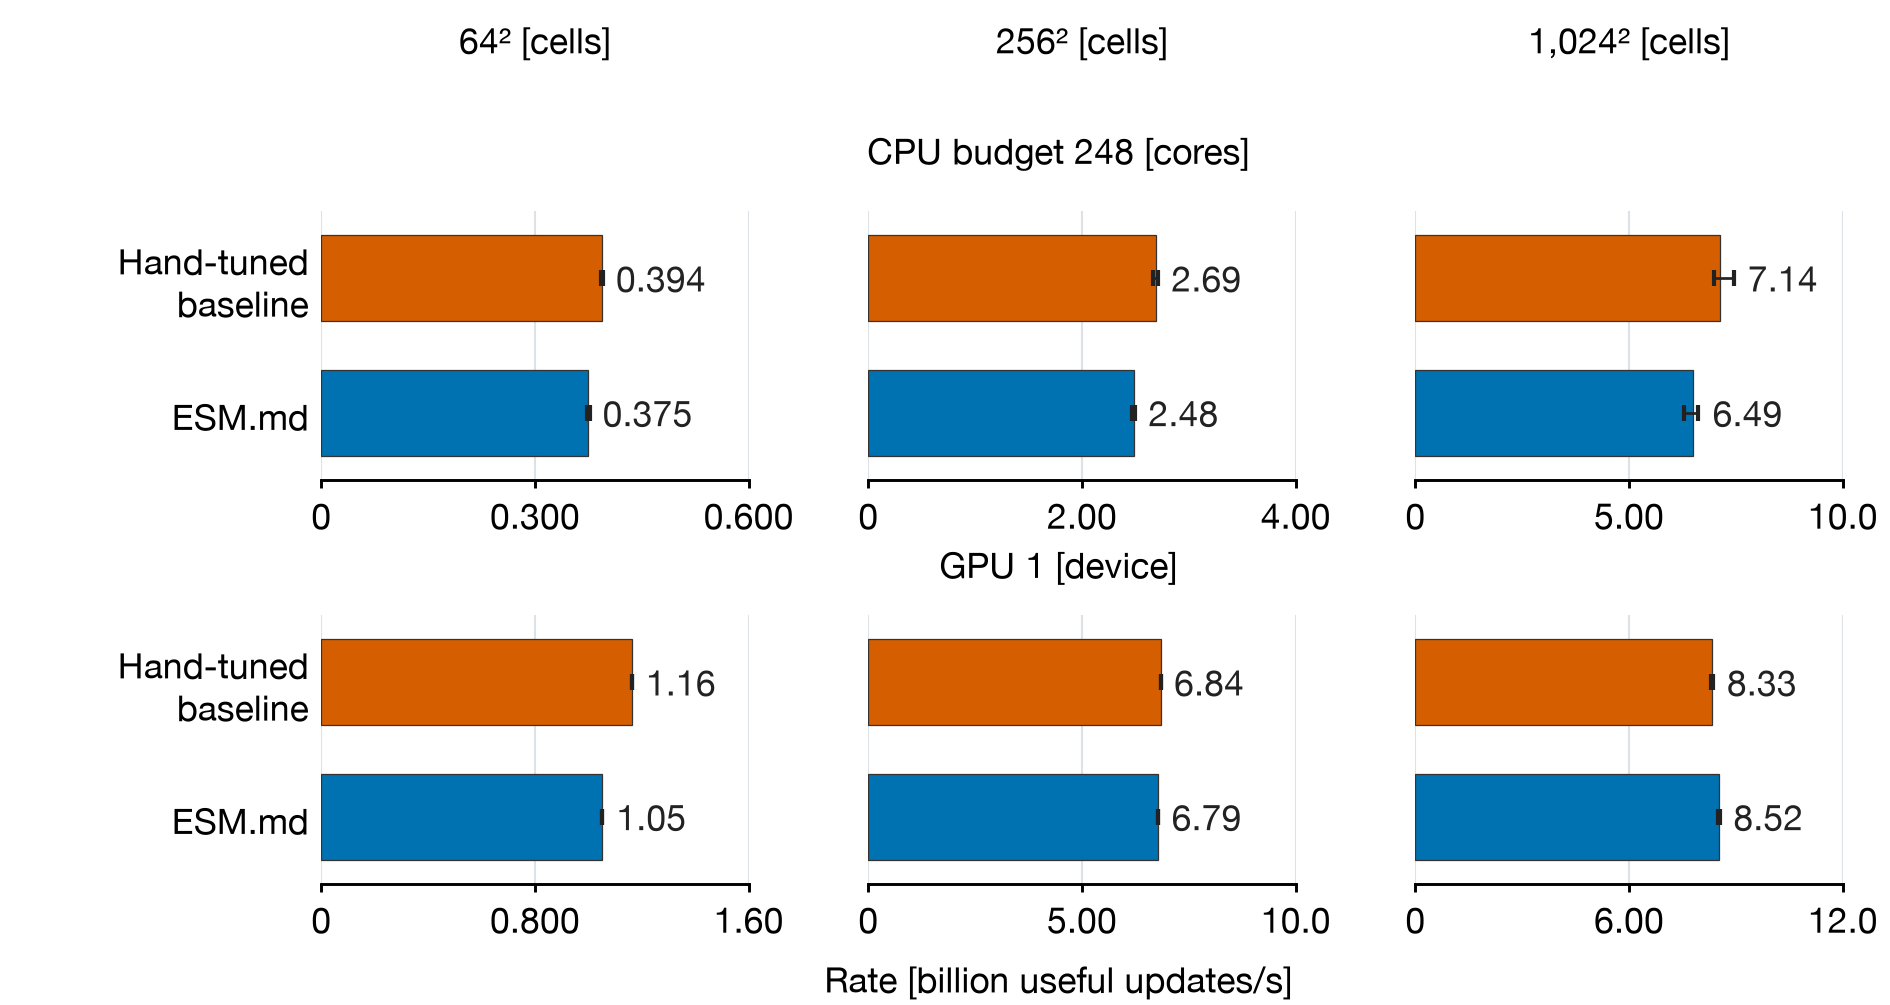 64² [cells]
256² [cells]
1,024² [cells]
CPU budget 248 [cores]
Hand-tuned
baseline
0.394
2.69
7.14
ESM.md
0.375
2.48
6.49
0
0.300
0.600
0
2.00
4.00
0
5.00
10.0
GPU 1 [device]
Hand-tuned
baseline
1.16
6.84
8.33
ESM.md
1.05
6.79
8.52
0
0.800
1.60
0
5.00
10.0
0
6.00
12.0
Rate [billion useful updates/s]